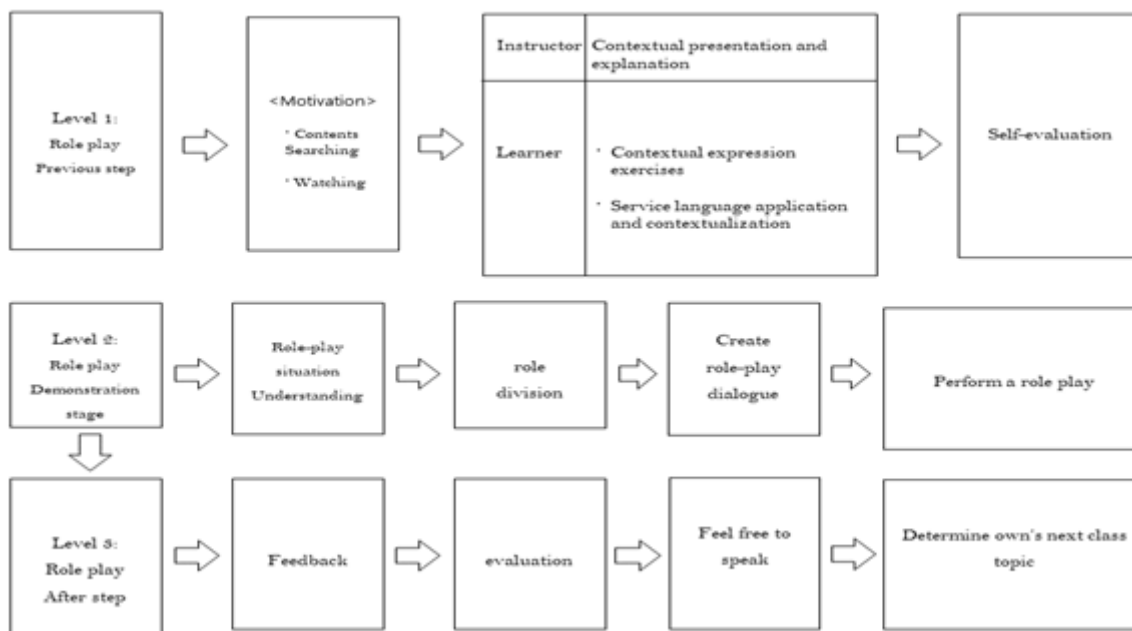 Level 1:
Role play
Previous step
<Motivation>
· Contents
Searching
· Watching
Instructor
Contextual presentation and
explanation
Learner
· Contextual expression
exercises
· Service language application
and contextualization
Self-evaluation
Level 2:
Role play
Demonstration
stage
Role-play
situation
Understanding
role
division
Create
role-play
dialogue
Perform a role play
Level 3:
Role play
After step
Feedback
evaluation
Feel free to
speak
Determine own's next class
topic